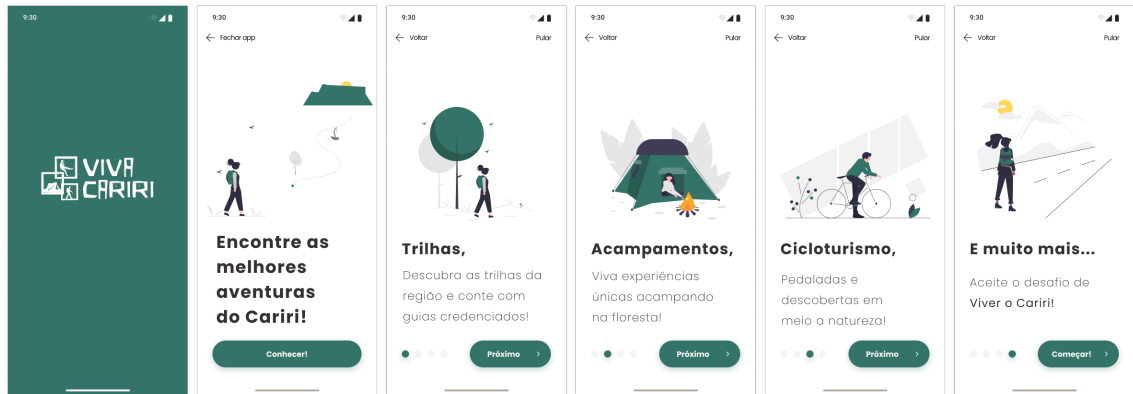 9:30
VIVA
CARIRI
9:30
Fechar app
Encontre as
melhores
aventuras
do Cariri!
Conhecer!
9:30
Voltar
Pular
Trilhas,
Descubra as trilhas da
região e conte com
guias credenciados!
Próximo
9:30
Voltar
Pular
Acampamentos,
Viva experiências
únicas acampando
na floresta!
Próximo
9:30
Voltar
Pular
Cicloturismo,
Pedaladas e
descobertas em
meio a natureza!
Próximo
9:30
Voltar
Pular
E muito mais...
Aceite o desafio de
Viver o Cariri!
Começar!